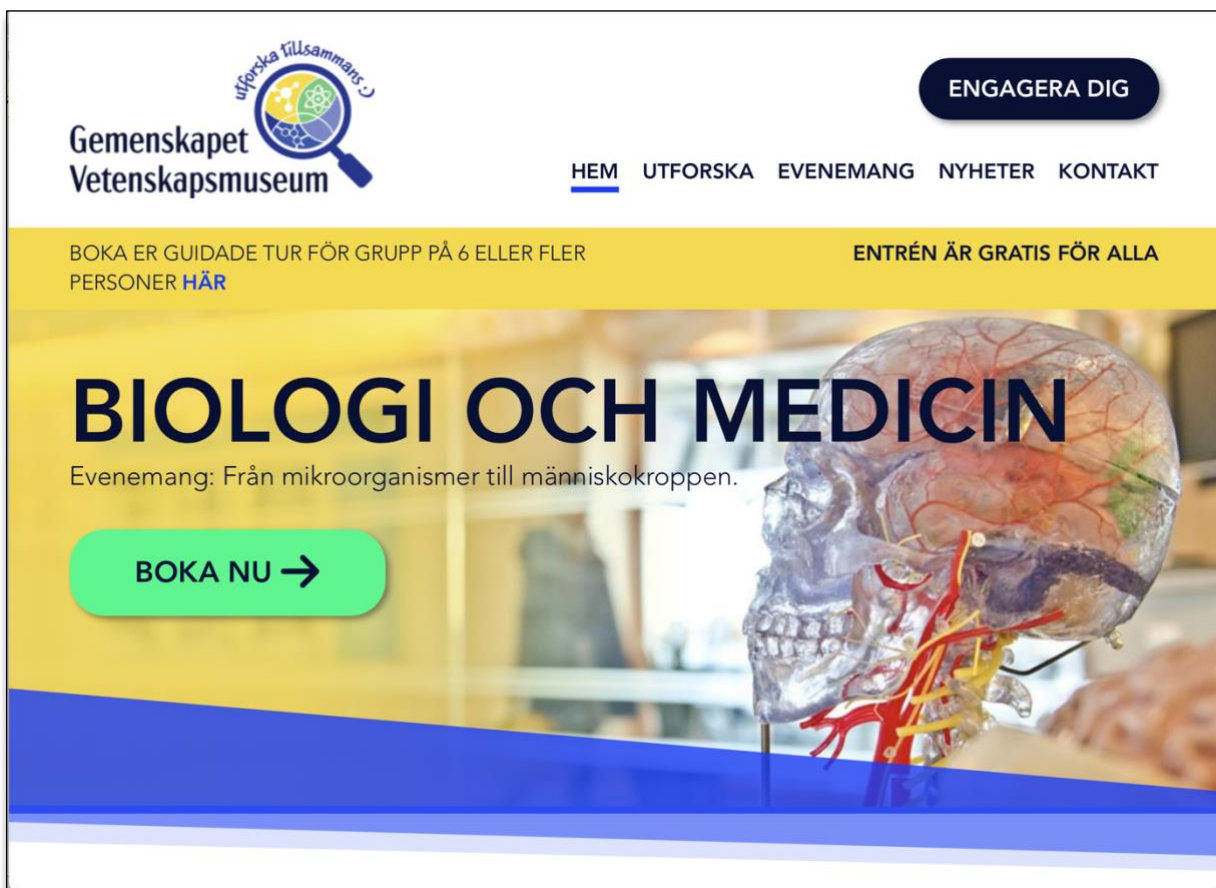 utforska tillsammans :)
Gemenskapet
Vetenskapsmuseum
ENGAGERA DIG
HEM UTFORSKA EVENEMANG NYHETER KONTAKT
BOKA ER GUIDADE TUR FÖR GRUPP PÅ 6 ELLER FLER
PERSONER HÄR
ENTRÉN ÄR GRATIS FÖR ALLA
BIOLOGI OCH MEDICIN
Evenemang: Från mikroorganismer till människokroppen.
BOKA NU →